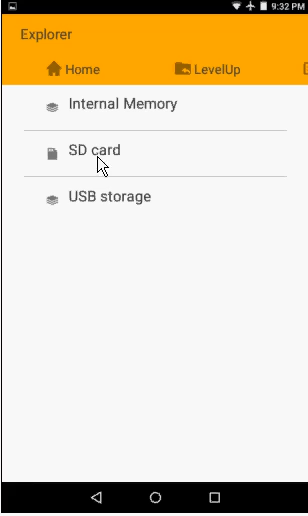 9:32 PM
Explorer
Home LevelUp
Internal Memory
SD card
USB storage